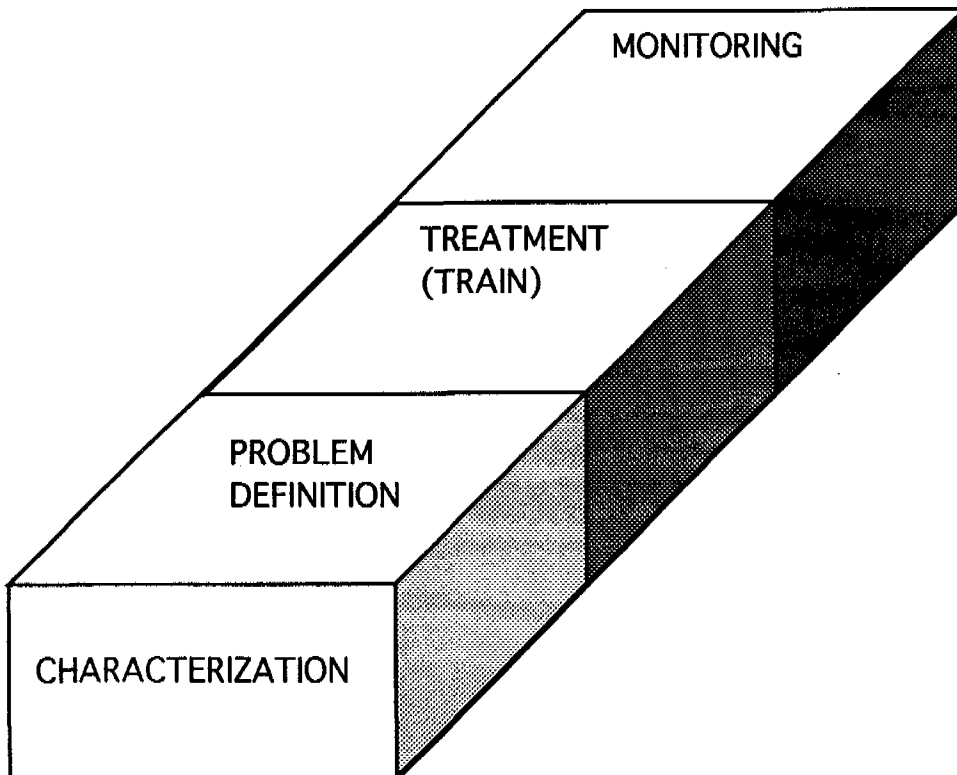 MONITORING
TREATMENT
(TRAIN)
PROBLEM
DEFINITION
CHARACTERIZATION